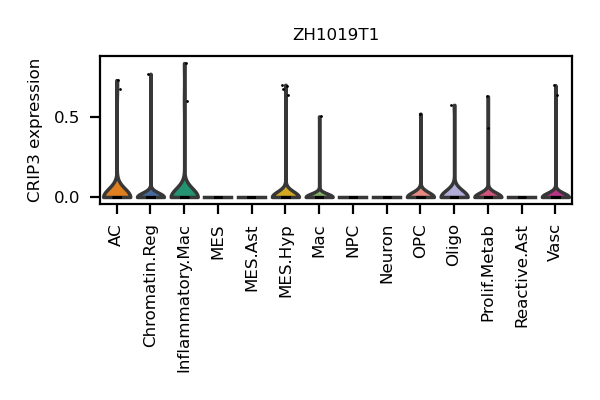 ZH1019T1
CRIP3 expression
0.5
0.0
AC
Chromatin.Reg
Inflammatory.Mac
MES
MES.Ast
MES.Hyp
Mac
NPC
Neuron
OPC
Oligo
Prolif.Metab
Reactive.Ast
Vasc